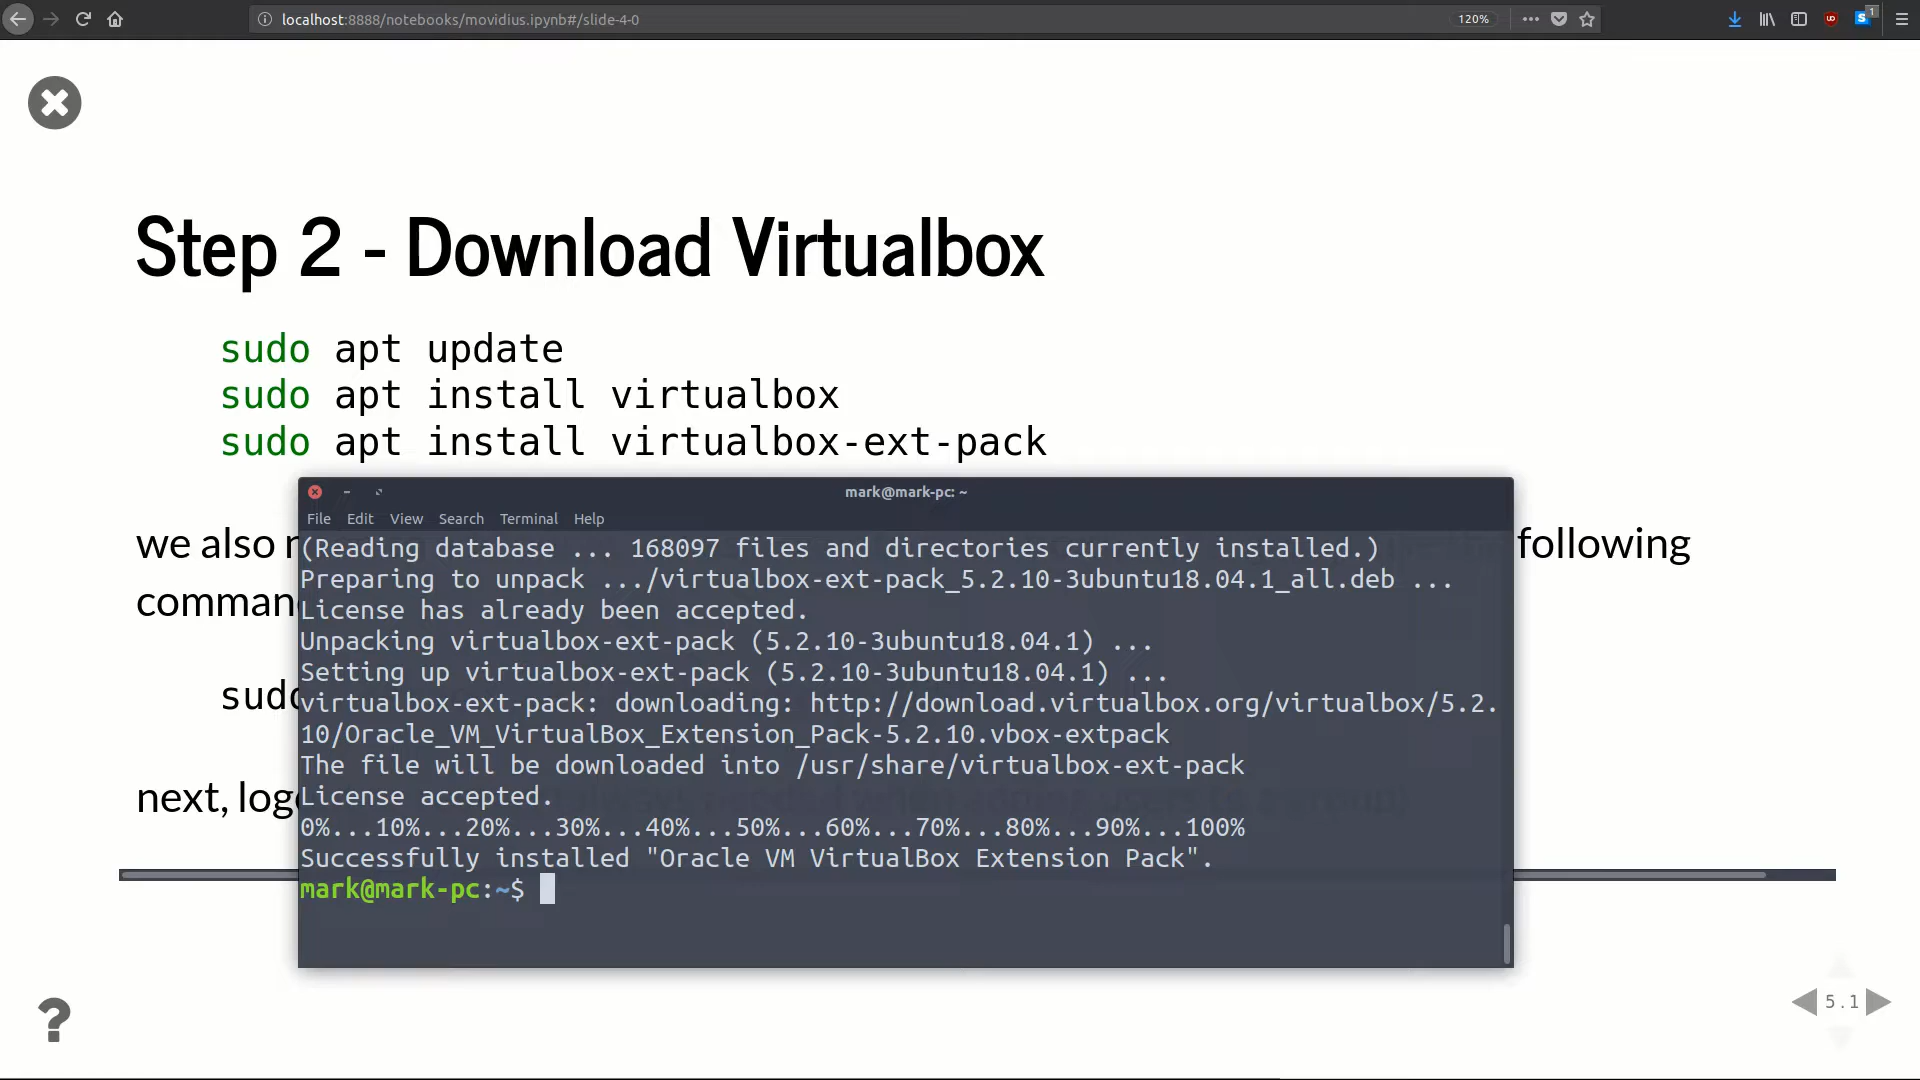 localhost:8888/notebooks/movidius.ipynb#/slide-4-0
120%
1
Step 2 - Download Virtualbox
sudo apt update
sudo apt install virtualbox
sudo apt install virtualbox-ext-pack
we also following
sudo
next,
mark@mark-pc: ~
File Edit View Search Terminal Help
(Reading database ... 168097 files and directories currently installed.)
Preparing to unpack .../virtualbox-ext-pack_5.2.10-3ubuntu18.04.1_all.deb ...
License has already been accepted.
Unpacking virtualbox-ext-pack (5.2.10-3ubuntu18.04.1) ...
Setting up virtualbox-ext-pack (5.2.10-3ubuntu18.04.1) ...
virtualbox-ext-pack: downloading: http://download.virtualbox.org/virtualbox/5.2.
10/Oracle_VM_VirtualBox_Extension_Pack-5.2.10.vbox-extpack
The file will be downloaded into /usr/share/virtualbox-ext-pack
License accepted.
0%...10%...20%...30%...40%...50%...60%...70%...80%...90%...100%
Successfully installed "Oracle VM VirtualBox Extension Pack".
mark@mark-pc:~$
5.1